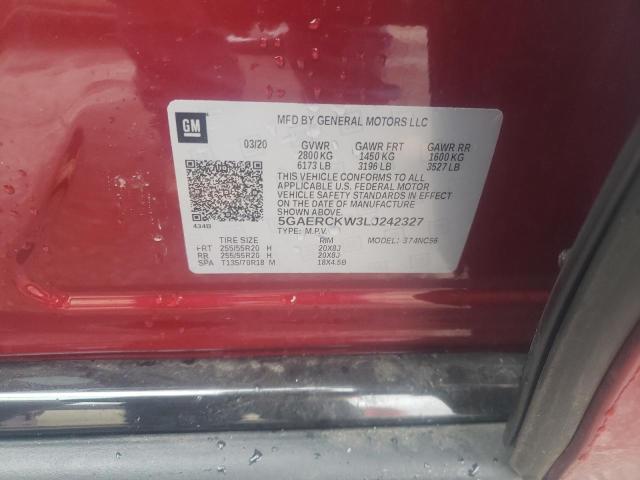 GM
MFD BY GENERAL MOTORS LLC
03/20 GVWR GAWR FRT GAWR RR
2800 KG 1450 KG 1600 KG
6173 LB 3196 LB 3527 LB
THIS VEHICLE CONFORMS TO ALL
APPLICABLE U.S. FEDERAL MOTOR
VEHICLE SAFETY STANDARDS IN EFFECT
ON THE DATE OF MANUFACTURE SHOWN ABOVE.
5GAERCKW3LJ242327
434B TYPE: M.P.V. MODEL: 374NC56
TIRE SIZE RIM
FRT 255/55R20 H 20X8J
RR 255/55R20 H 20X8J
SPA T135/70R18 M 18X4.5B